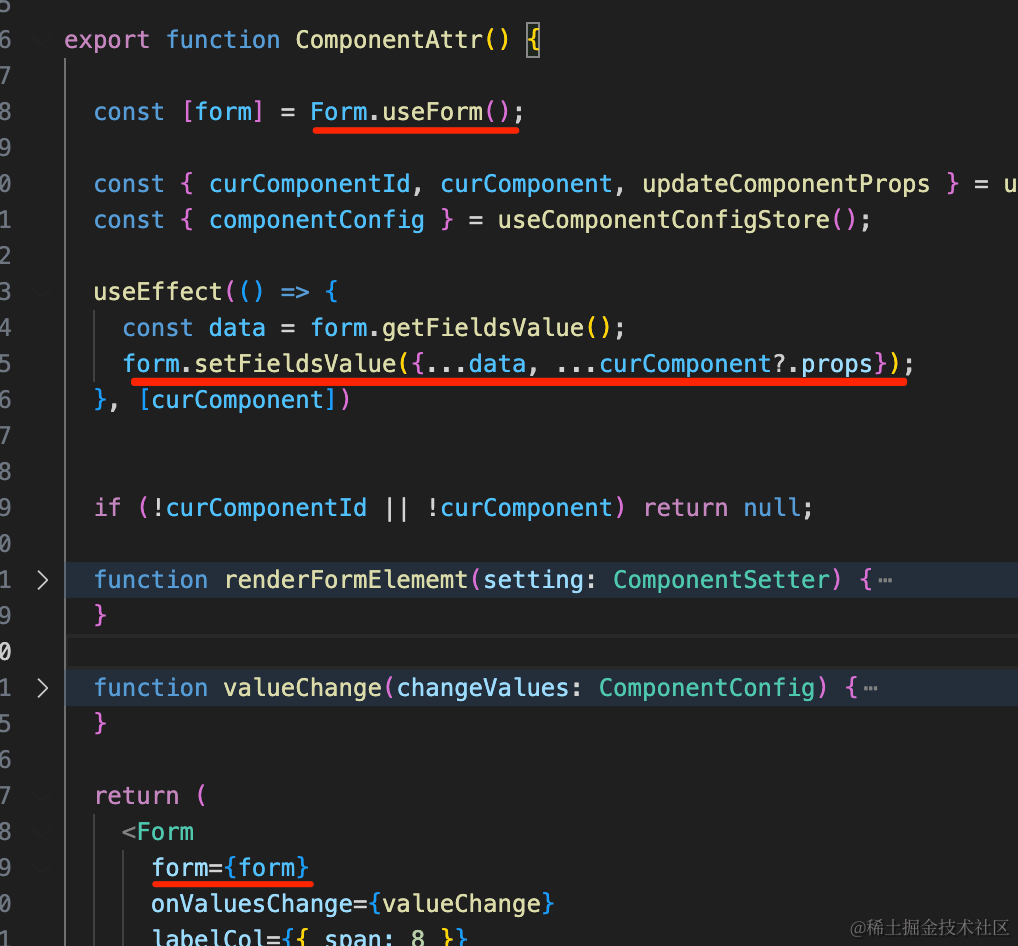 5
6 export function ComponentAttr() {
7
8 const [form] = Form.useForm();
9
0 const { curComponentId, curComponent, updateComponentProps } = u
1 const { componentConfig } = useComponentConfigStore();
2
3 useEffect(() => {
4 const data = form.getFieldsValue();
5 form.setFieldsValue({...data, ...curComponent?.props});
6 }, [curComponent])
7
8
9 if (!curComponentId || !curComponent) return null;
0
1 function renderFormElememt(setting: ComponentSetter) {…
9 }
0
1 function valueChange(changeValues: ComponentConfig) {…
5 }
6
7 return (
8 <Form
9 form={form}
0 onValuesChange={valueChange}
1 labelCol={{ span: 8 }}
@稀土掘金技术社区